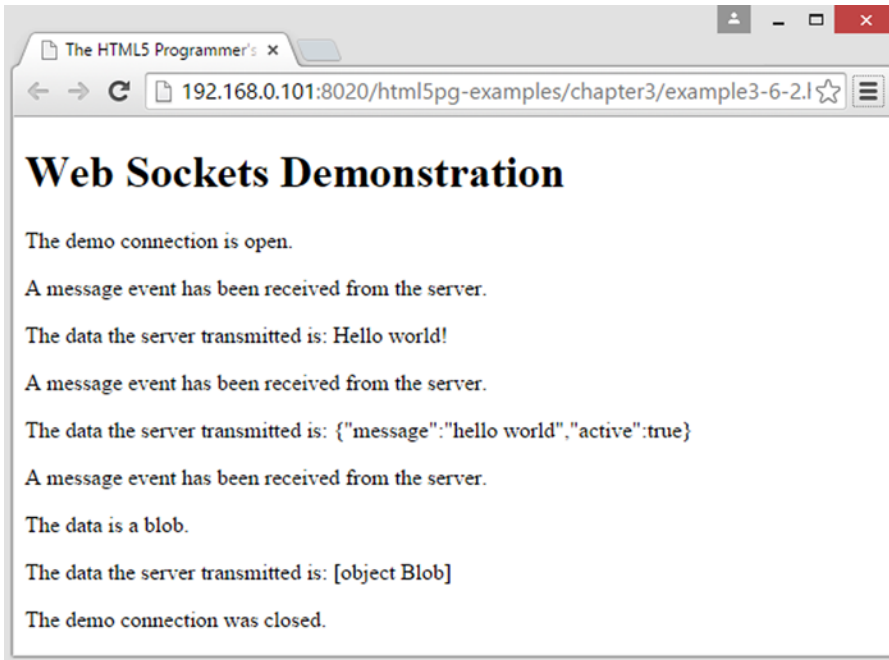 The HTML5 Programmer's
192.168.0.101:8020/html5pg-examples/chapter3/example3-6-2.l
Web Sockets Demonstration
The demo connection is open.
A message event has been received from the server.
The data the server transmitted is: Hello world!
A message event has been received from the server.
The data the server transmitted is: {"message":"hello world","active":true}
A message event has been received from the server.
The data is a blob.
The data the server transmitted is: [object Blob]
The demo connection was closed.